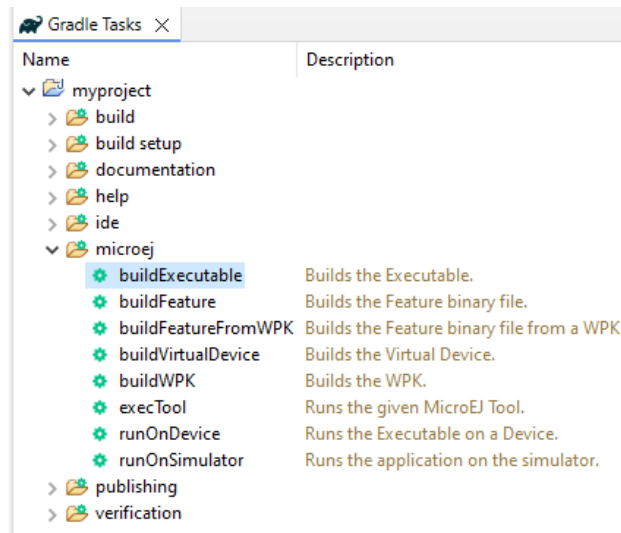 Gradle Tasks
Name Description
myproject
build
build setup
documentation
help
ide
microej
buildExecutable Builds the Executable.
buildFeature Builds the Feature binary file.
buildFeatureFromWPK Builds the Feature binary file from a WPK
buildVirtualDevice Builds the Virtual Device.
buildWPK Builds the WPK.
execTool Runs the given MicroEJ Tool.
runOnDevice Runs the Executable on a Device.
runOnSimulator Runs the application on the simulator.
publishing
verification